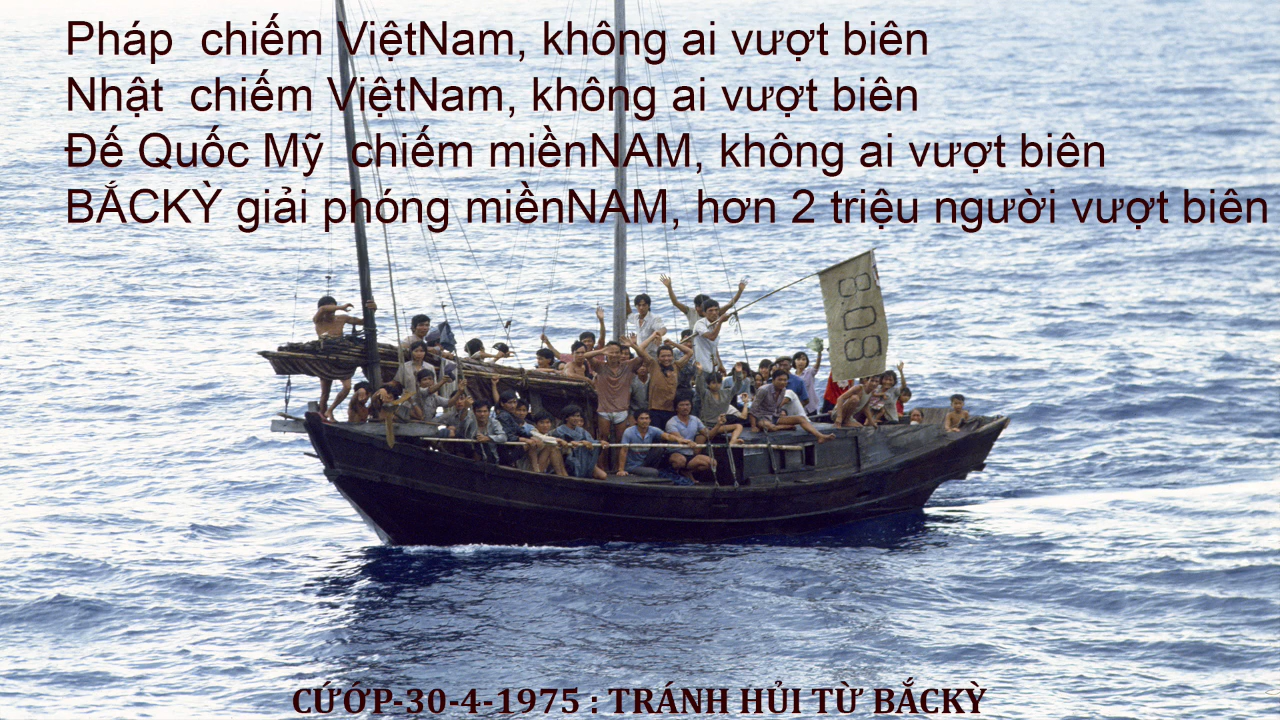 Pháp chiếm ViệtNam, không ai vượt biên
Nhật chiếm ViệtNam, không ai vượt biên
Đế Quốc Mỹ chiếm miềnNAM, không ai vượt biên
BẮCKỲ giải phóng miềnNAM, hơn 2 triệu người vượt biên
SOS
CỨỚP-30-4-1975 : TRÁNH HỦI TỪ BẮCKỲ